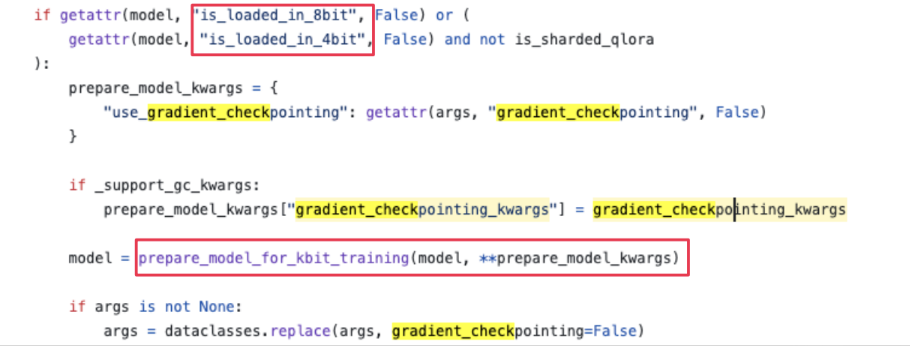 if getattr(model, "is_loaded_in_8bit", False) or (
getattr(model, "is_loaded_in_4bit", False) and not is_sharded_qlora
):
prepare_model_kwargs = {
"use_gradient_checkpointing": getattr(args, "gradient_checkpointing", False)
}
if _support_gc_kwargs:
prepare_model_kwargs["gradient_checkpointing_kwargs"] = gradient_checkpointing_kwargs
model = prepare_model_for_kbit_training(model, **prepare_model_kwargs)
if args is not None:
args = dataclasses.replace(args, gradient_checkpointing=False)